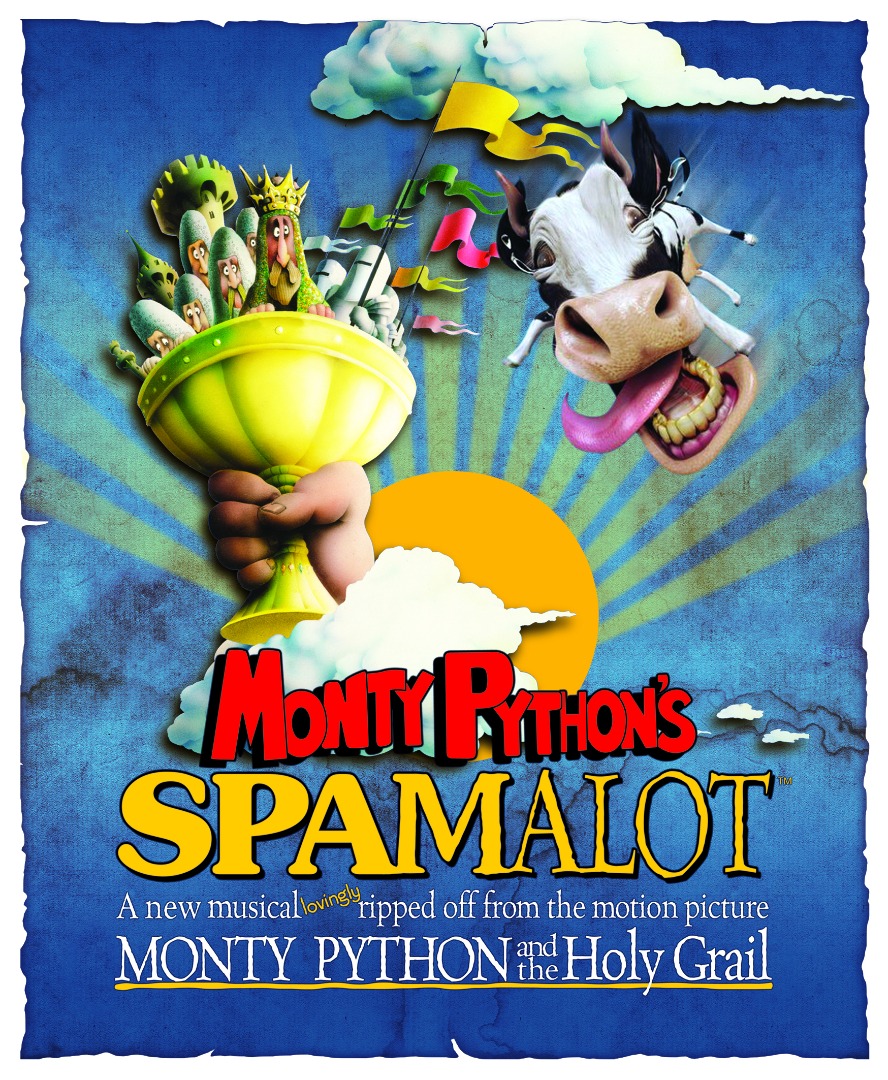 MONTY PYTHON'S
SPAMALOT™
A new musical lovingly ripped off from the motion picture
MONTY PYTHON and the Holy Grail